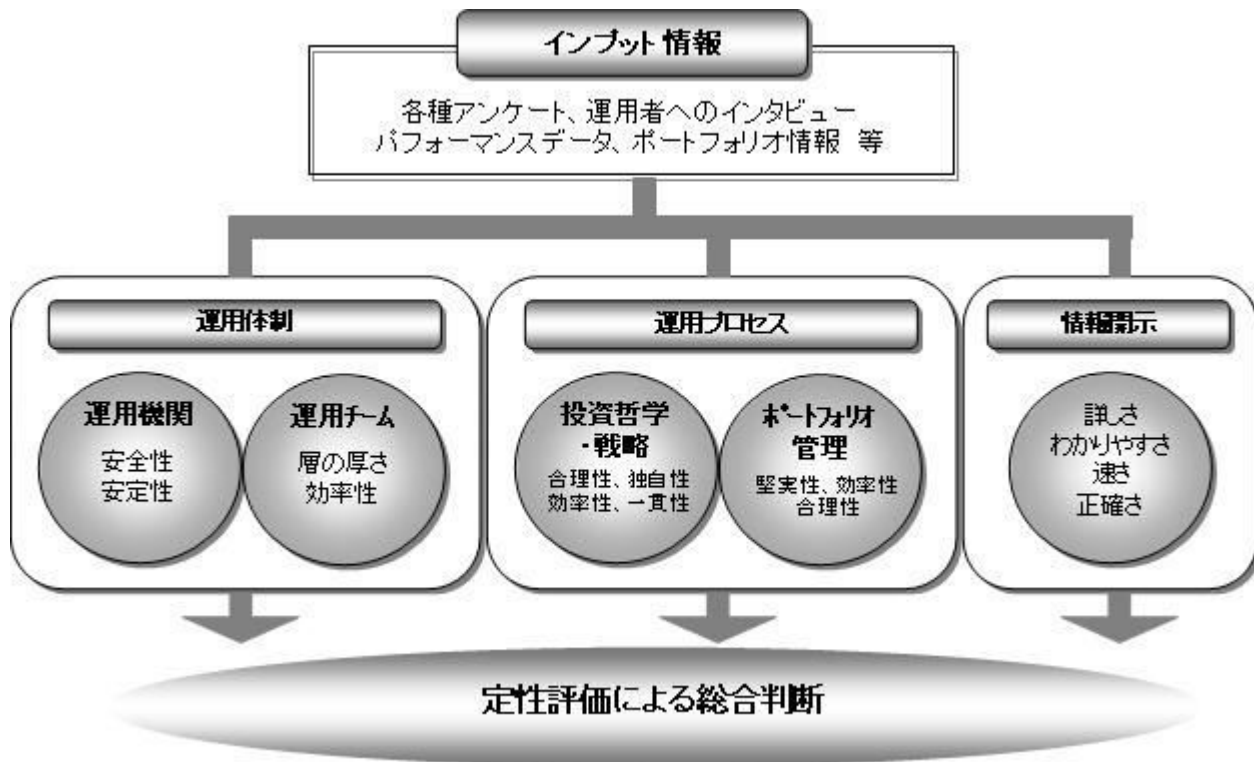 インプット情報
各種アンケート、運用者へのインタビュー
パフォーマンスデータ、ポートフォリオ情報 等
運用体制
運用機関
安全性
安定性
運用チーム
層の厚さ
効率性
運用プロセス
投資哲学
・戦略
合理性、独自性
効率性、一貫性
ポートフォリオ
管理
堅実性、効率性
合理性
情報開示
詳しさ
わかりやすさ
速さ
正確さ
定性評価による総合判断